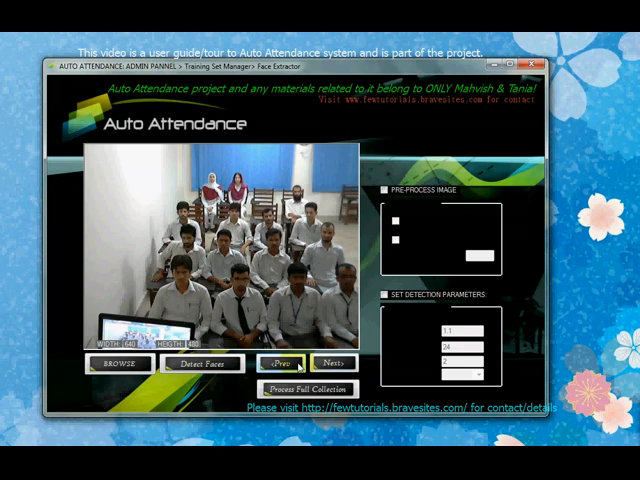 This video is a user guide/tour to Auto Attendance system and is part of the project.
AUTO ATTENDANCE: ADMIN PANNEL > Training Set Manager> Face Extractor
Auto Attendance project and any materials related to it belong to ONLY Mahvish & Tania!
Visit www.fewtutorials.bravesites.com for contact
Auto Attendance
PRE-PROCESS IMAGE
SET DETECTION PARAMETERS:
1.1
24
2
WIDTH: 640 HEIGTH: 480
BROWSE
Detect Faces
<Prev
Next>
Process Full Collection
Please visit http://fewtutorials.bravesites.com/ for contact/details